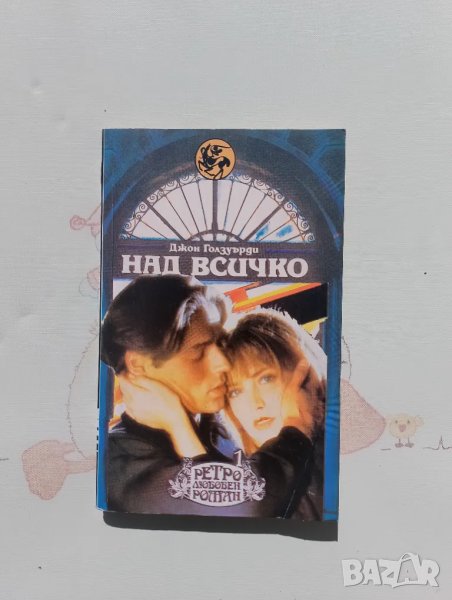 Джон Голзуърди
НАД ВСИЧКО
1
РЕТРО
ЛЮБОВЕН
РОМАН
BAZAR